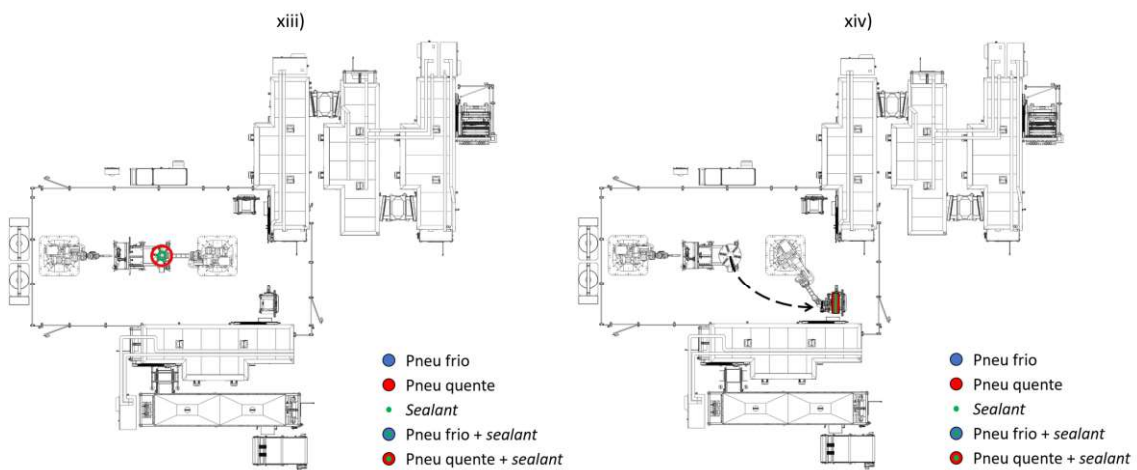 xiii)
Pneu frio
Pneu quente
Sealant
Pneu frio + sealant
Pneu quente + sealant
xiv)
Pneu frio
Pneu quente
Sealant
Pneu frio + sealant
Pneu quente + sealant